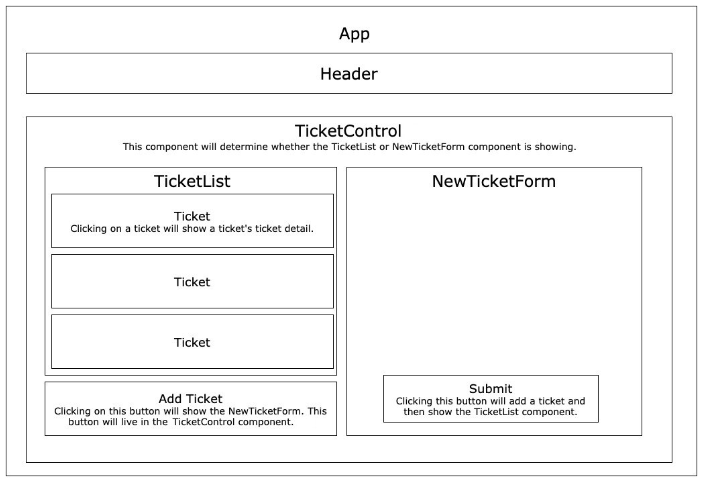 App
Header
TicketControl
This component will determine whether the TicketList or NewTicketForm component is showing.
TicketList
Ticket
Clicking on a ticket will show a ticket's ticket detail.
Ticket
Ticket
Add Ticket
Clicking on this button will show the NewTicketForm. This
button will live in the TicketControl component.
NewTicketForm
Submit
Clicking this button will add a ticket and
then show the TicketList component.